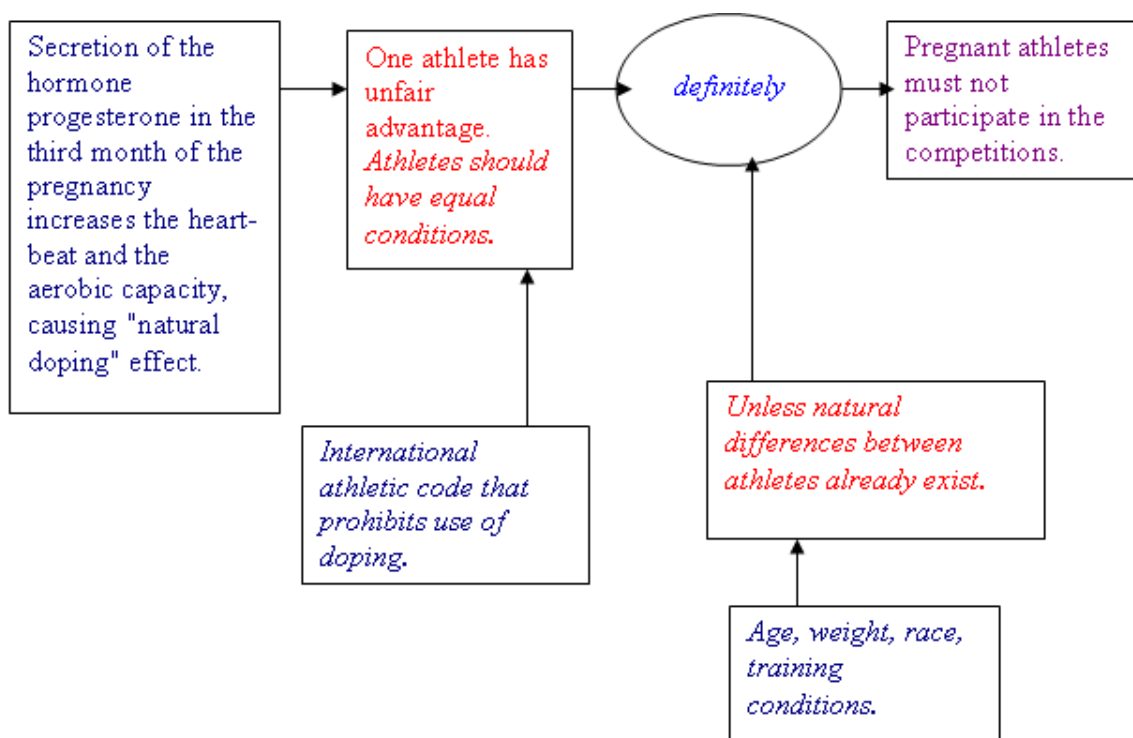 Secretion of the
hormone
progesterone in the
third month of the
pregnancy
increases the heart-
beat and the
aerobic capacity,
causing "natural
doping" effect.
One athlete has
unfair
advantage.
Athletes should
have equal
conditions.
definitely
Pregnant athletes
must not
participate in the
competitions.
International
athletic code that
prohibits use of
doping.
Unless natural
differences between
athletes already exist.
Age, weight, race,
training
conditions.